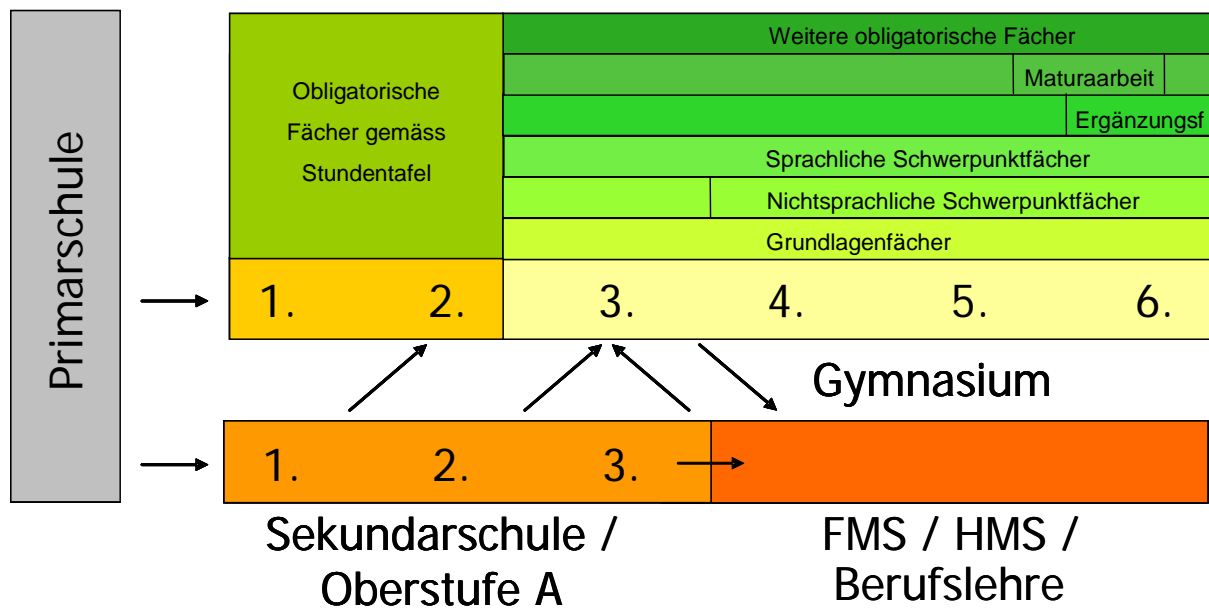 Primarschule
Obligatorische
Fächer gemäss
Stundentafel
Weitere obligatorische Fächer
Maturaarbeit
Ergänzungsf
Sprachliche Schwerpunktfächer
Nichtsprachliche Schwerpunktfächer
Grundlagenfächer
1. 2. 3. 4. 5. 6.
Gymnasium
1. 2. 3.
Sekundarschule /
Oberstufe A
FMS / HMS /
Berufslehre